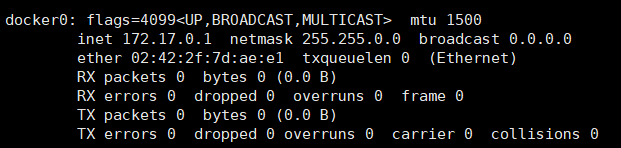 docker0: flags=4099<UP,BROADCAST,MULTICAST>  mtu 1500
        inet 172.17.0.1  netmask 255.255.0.0  broadcast 0.0.0.0
        ether 02:42:2f:7d:ae:e1  txqueuelen 0  (Ethernet)
        RX packets 0  bytes 0 (0.0 B)
        RX errors 0  dropped 0  overruns 0  frame 0
        TX packets 0  bytes 0 (0.0 B)
        TX errors 0  dropped 0 overruns 0  carrier 0  collisions 0